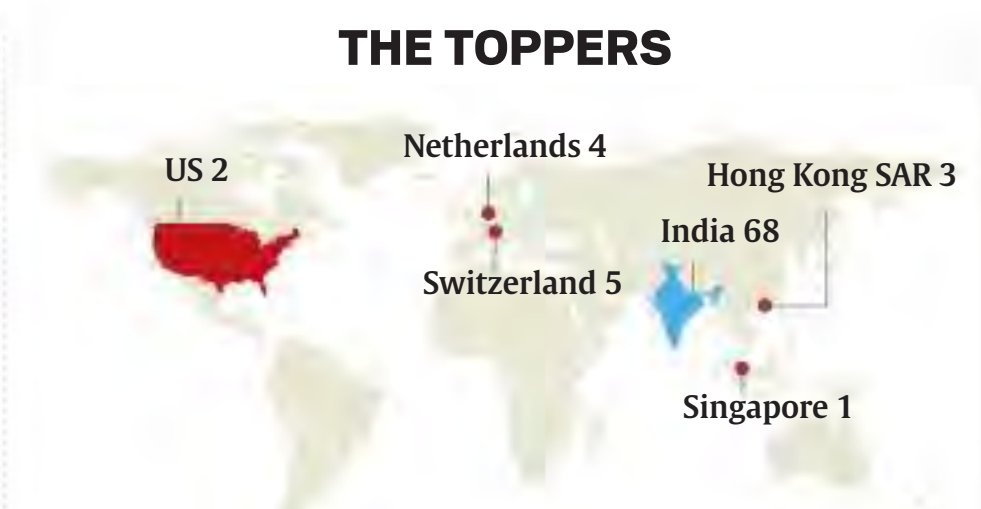 THE TOPPERS
Netherlands 4
US 2
Hong Kong SAR 3
India 68
Switzerland 5
Singapore 1